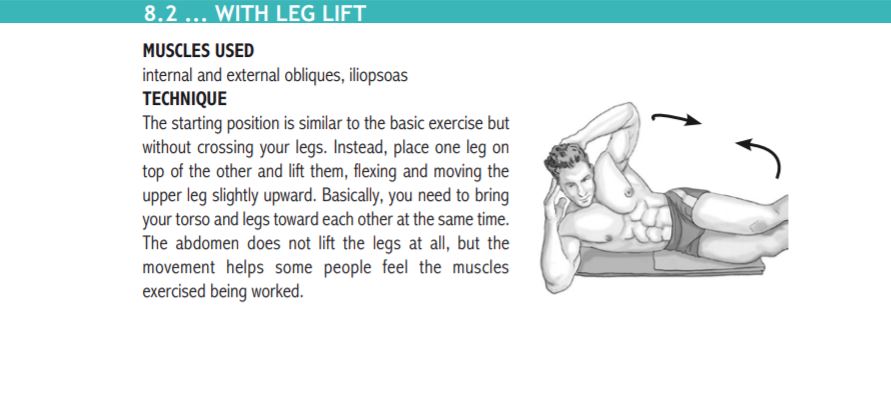 8.2 ... WITH LEG LIFT
MUSCLES USED
internal and external obliques, iliopsoas
TECHNIQUE
The starting position is similar to the basic exercise but
without crossing your legs. Instead, place one leg on
top of the other and lift them, flexing and moving the
upper leg slightly upward. Basically, you need to bring
your torso and legs toward each other at the same time.
The abdomen does not lift the legs at all, but the
movement helps some people feel the muscles
exercised being worked.